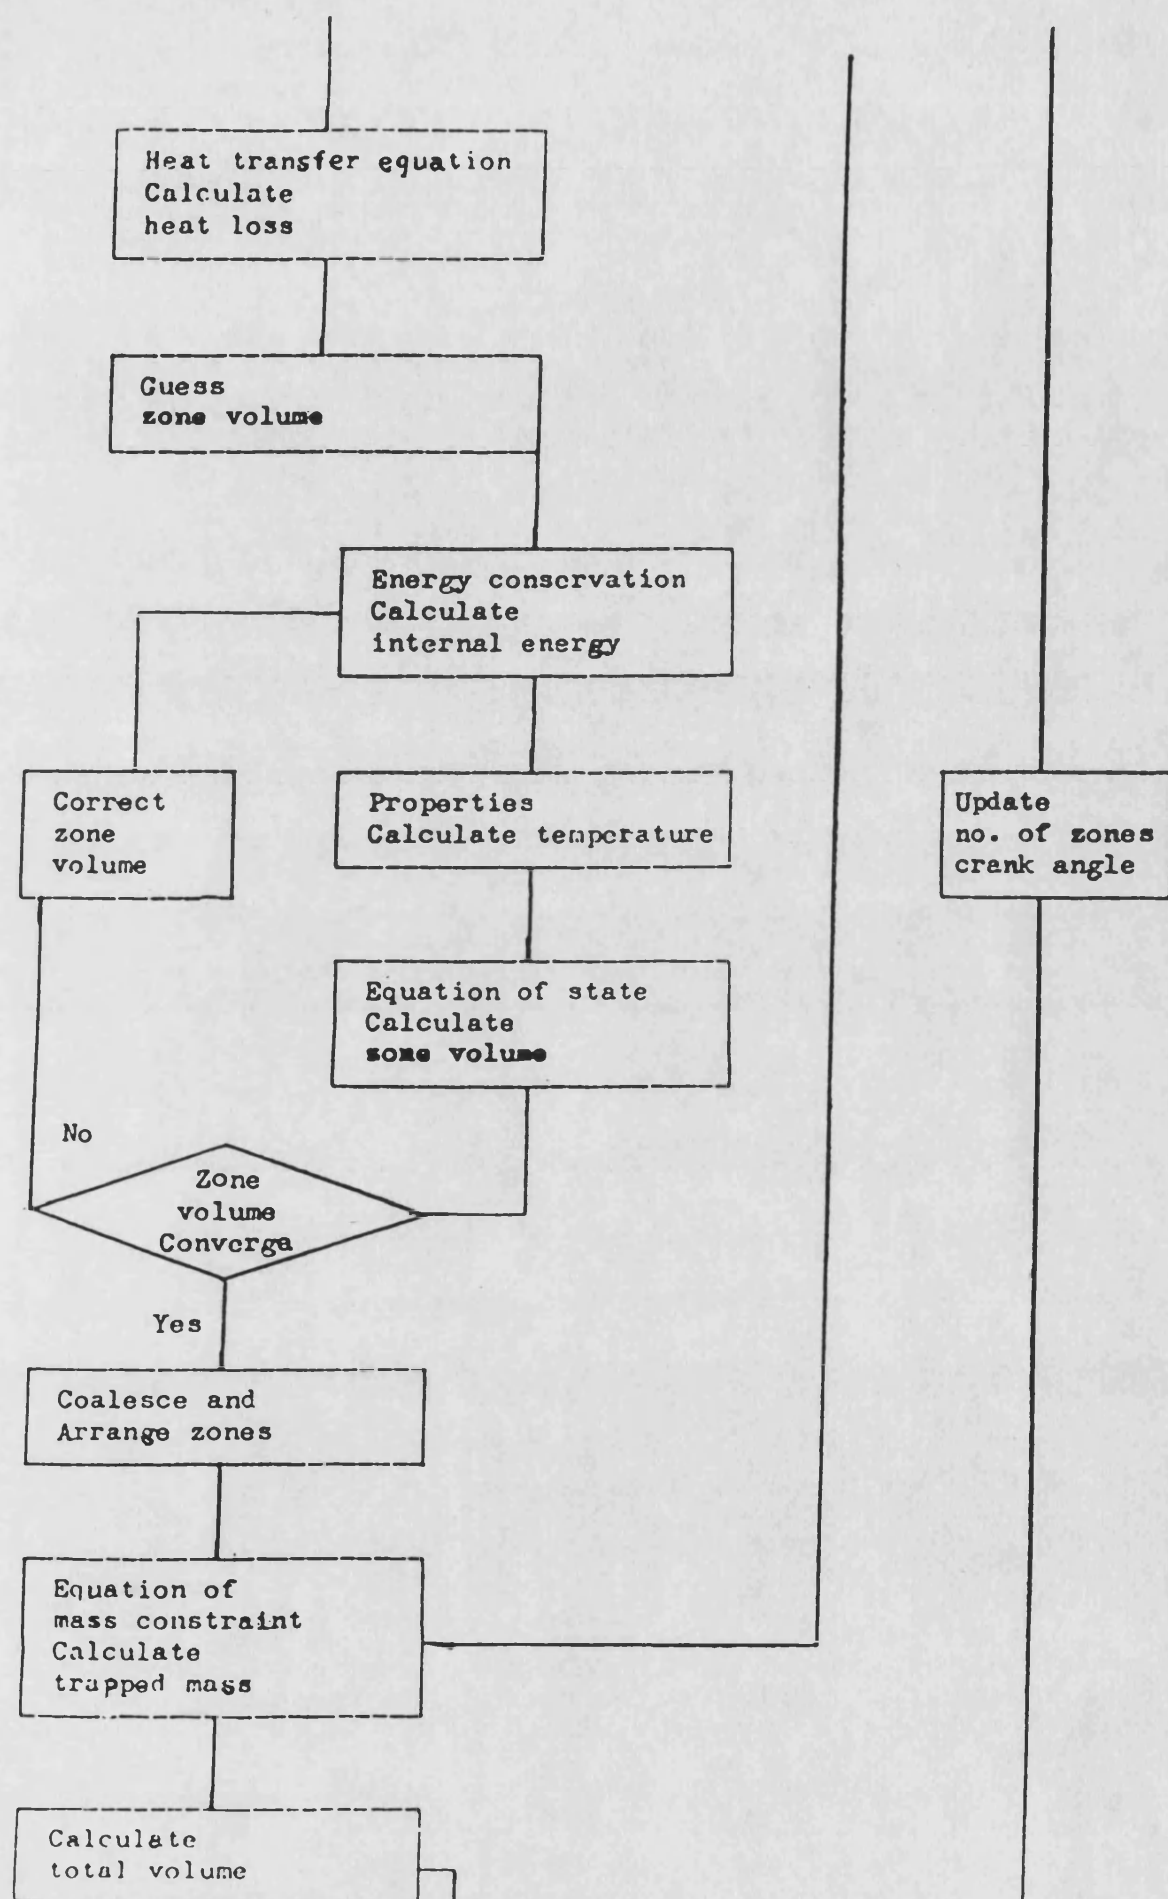 Heat transfer equation
Calculate
heat loss
Guess
zone volume
Energy conservation
Calculate
internal energy
Correct
zone
volume
Properties
Calculate temperature
Update
no. of zones
crank angle
Equation of state
Calculate
zone volume
No
Zone
volume
Converge
Yes
Coalesce and
Arrange zones
Equation of
mass constraint
Calculate
trapped mass
Calculate
total volume